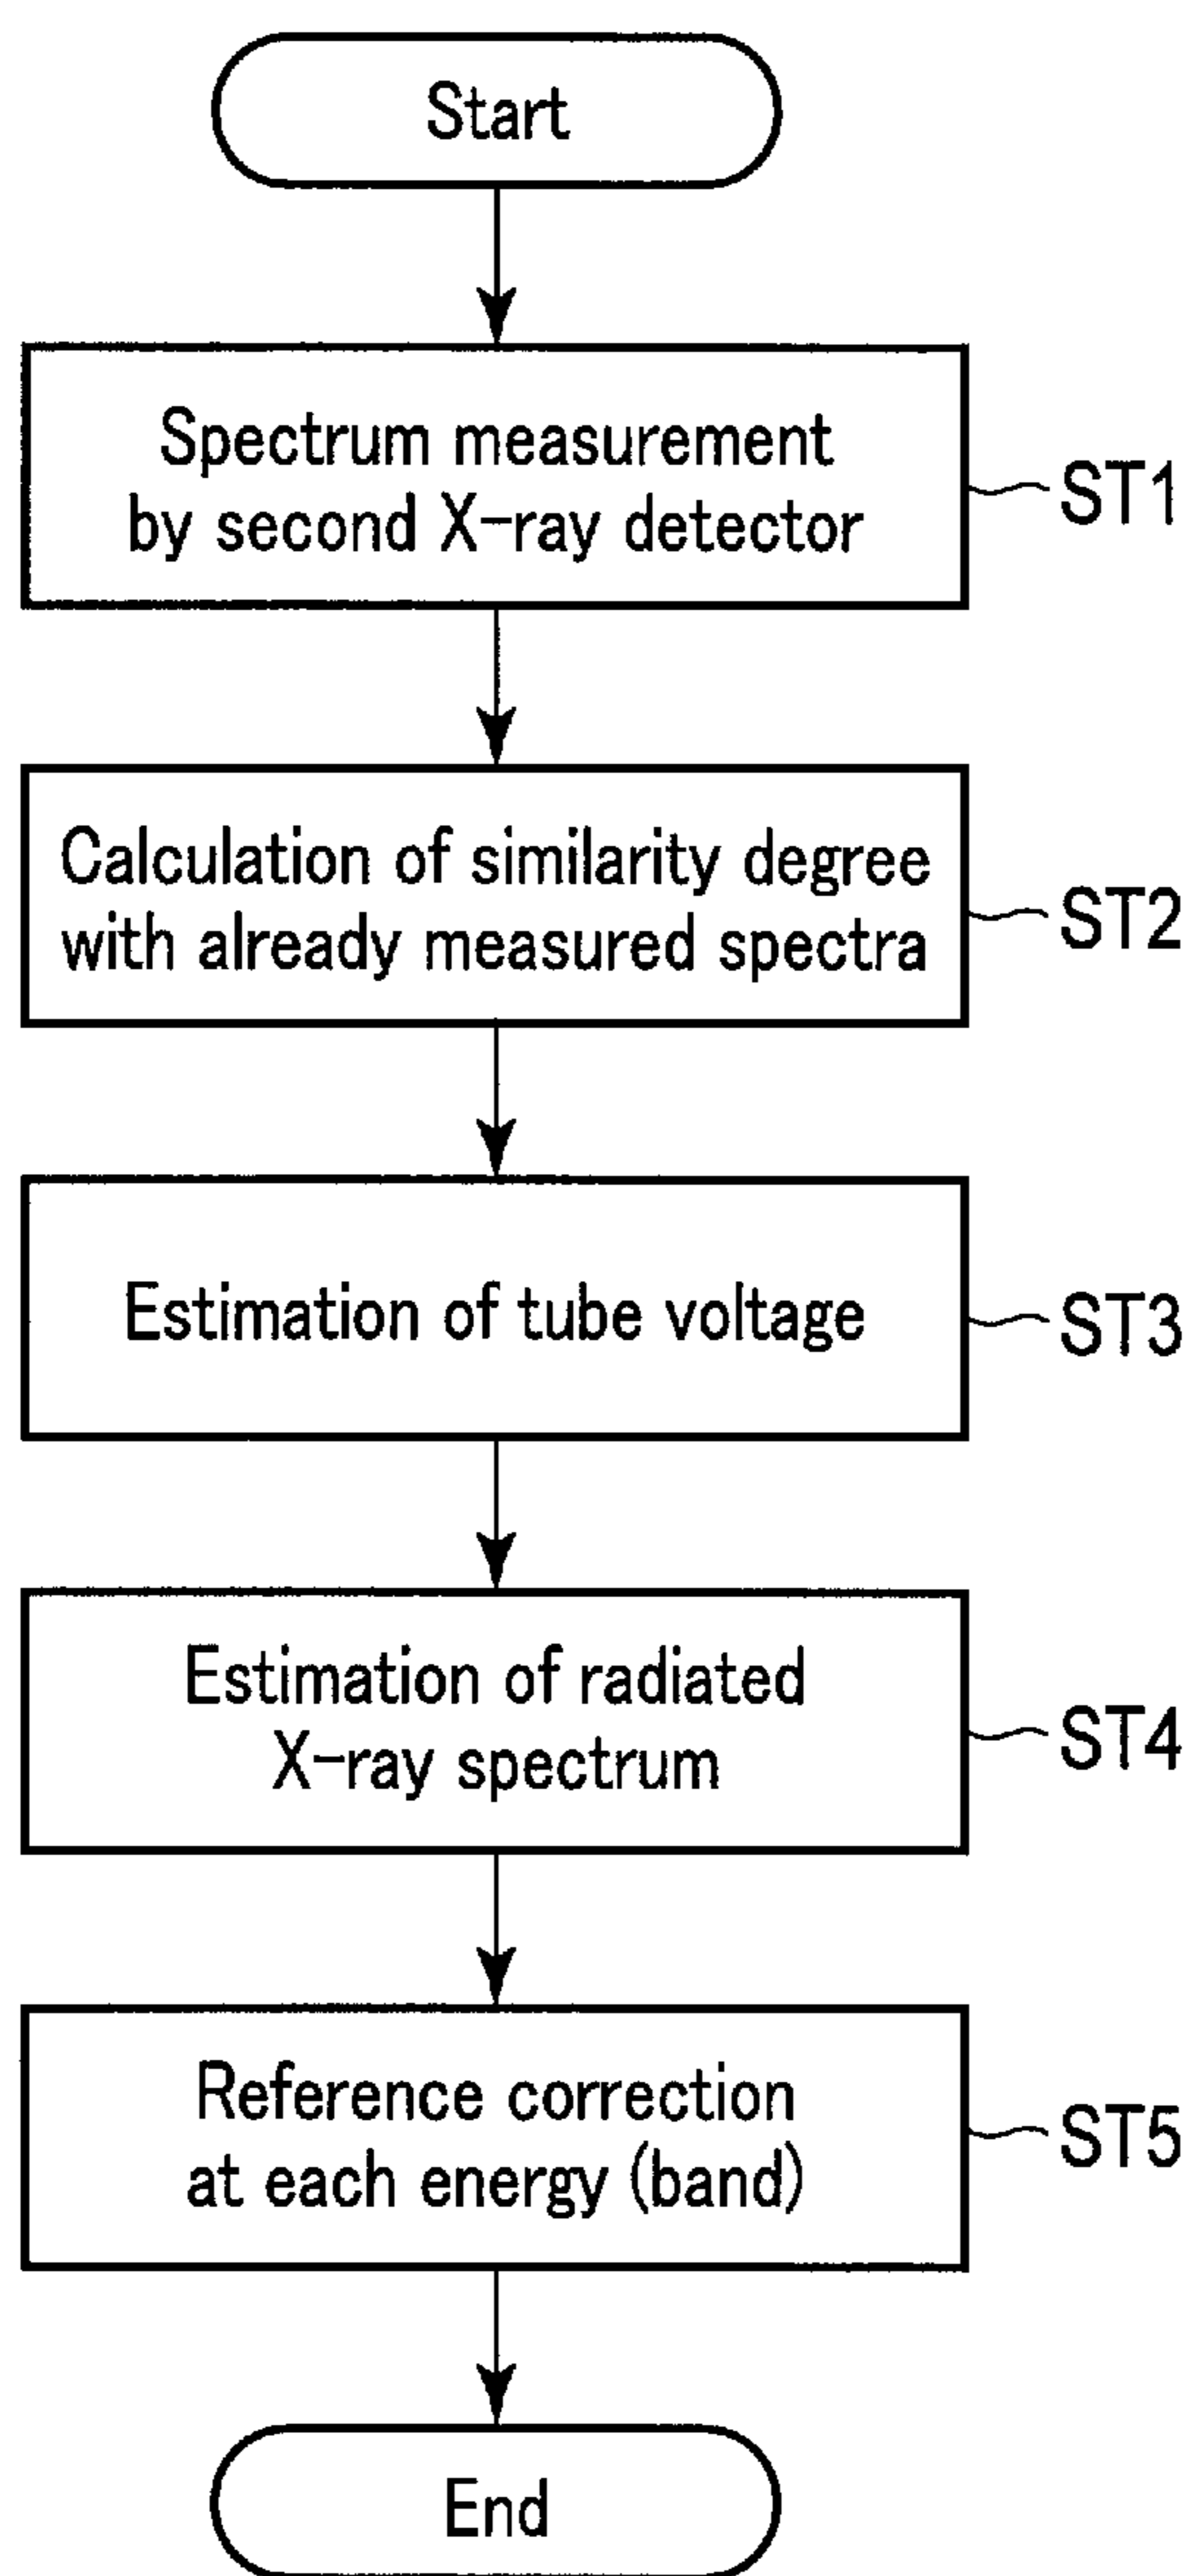 Start
Spectrum measurement
by second X-ray detector
ST1
Calculation of similarity degree
with already measured spectra
ST2
Estimation of tube voltage
ST3
Estimation of radiated
X-ray spectrum
ST4
Reference correction
at each energy (band)
ST5
End